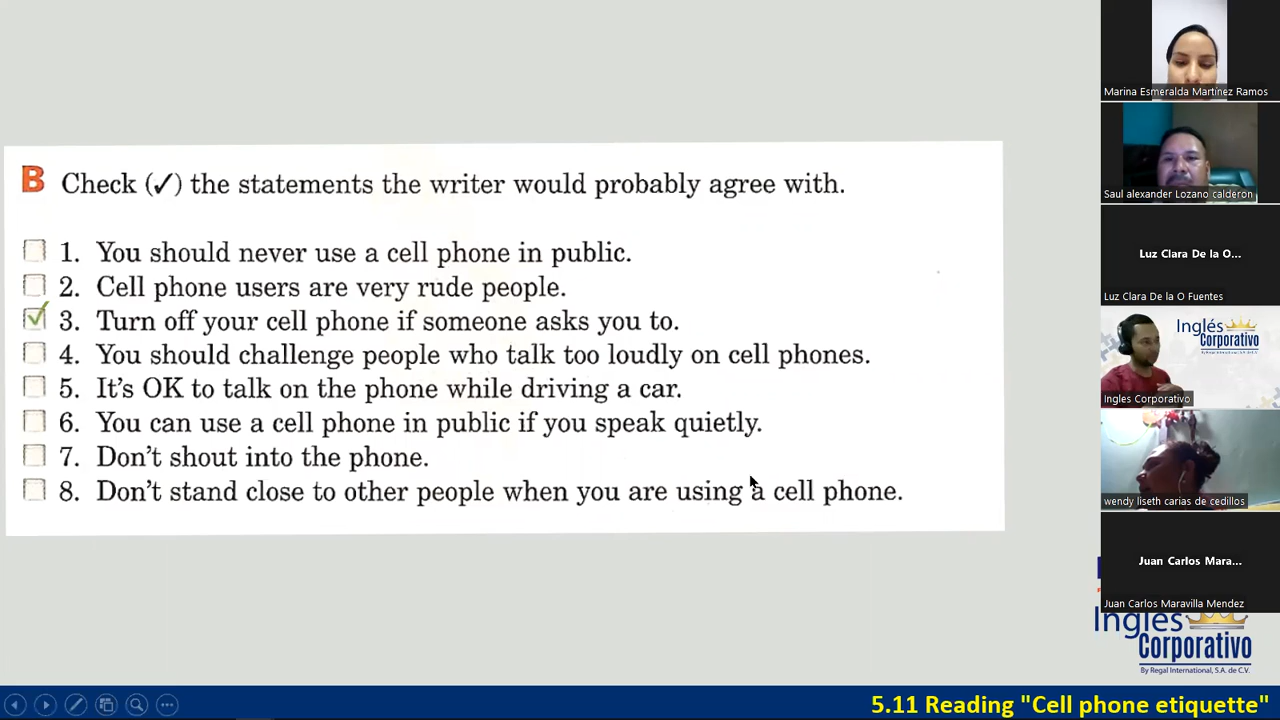 B Check (✓) the statements the writer would probably agree with.
1. You should never use a cell phone in public.
2. Cell phone users are very rude people.
3. Turn off your cell phone if someone asks you to.
4. You should challenge people who talk too loudly on cell phones.
5. It's OK to talk on the phone while driving a car.
6. You can use a cell phone in public if you speak quietly.
7. Don't shout into the phone.
8. Don't stand close to other people when you are using a cell phone.
Marina Esmeralda Martínez Ramos
Saul alexander Lozano calderon
Luz Clara De la O...
Luz Clara De la O Fuentes
Inglés
Corporativo
By Regal International, S.A. de C.V.
Ingles Corporativo
wendy liseth carias de cedillos
Juan Carlos Mara...
Juan Carlos Maravilla Mendez
Inglés
Corporativo
By Regal International, S.A. de C.V.
5.11 Reading "Cell phone etiquette"